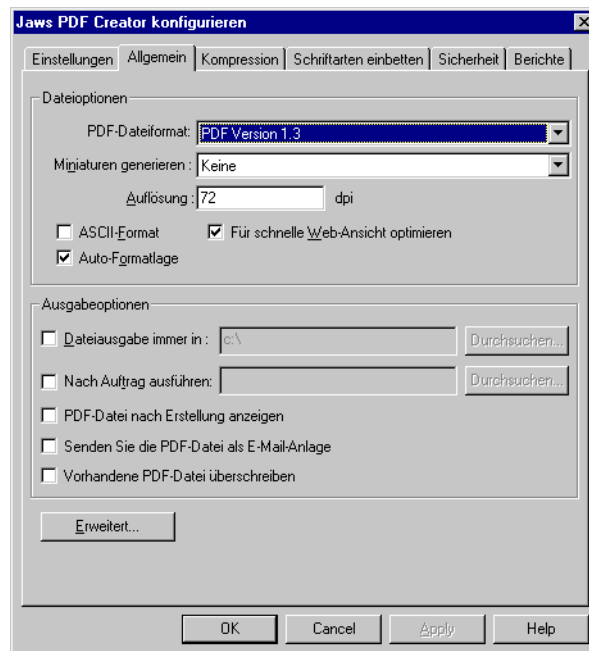 Jaws PDF Creator konfigurieren
Einstellungen Allgemein Kompression Schriftarten einbetten Sicherheit Berichte
Dateioptionen
PDF-Dateiformat: PDF Version 1.3
Miniaturen generieren : Keine
Auflösung : 72 dpi
ASCII-Format Für schnelle Web-Ansicht optimieren
Auto-Formatlage
Ausgabeoptionen
Dateiausgabe immer in : c:\ Durchsuchen...
Nach Auftrag ausführen: Durchsuchen...
PDF-Datei nach Erstellung anzeigen
Senden Sie die PDF-Datei als E-Mail-Anlage
Vorhandene PDF-Datei überschreiben
Erweitert...
OK Cancel Apply Help